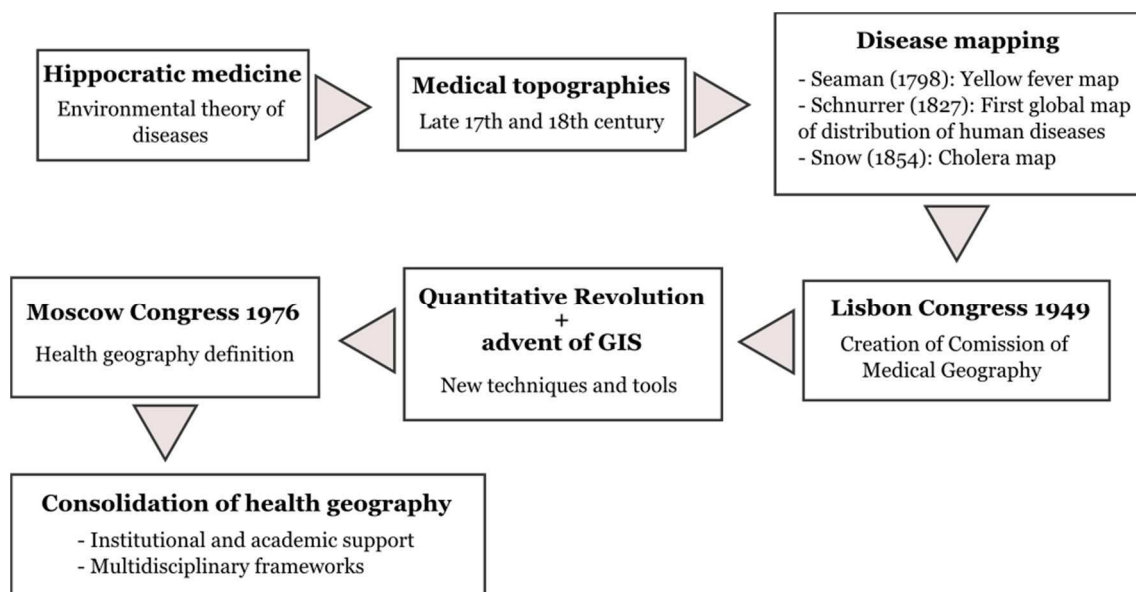 Hippocratic medicine
Environmental theory of
diseases
Medical topographies
Late 17th and 18th century
Disease mapping
- Seaman (1798): Yellow fever map
- Schnurrer (1827): First global map
of distribution of human diseases
- Snow (1854): Cholera map
Lisbon Congress 1949
Creation of Comission of
Medical Geography
Quantitative Revolution
+
advent of GIS
New techniques and tools
Moscow Congress 1976
Health geography definition
Consolidation of health geography
- Institutional and academic support
- Multidisciplinary frameworks